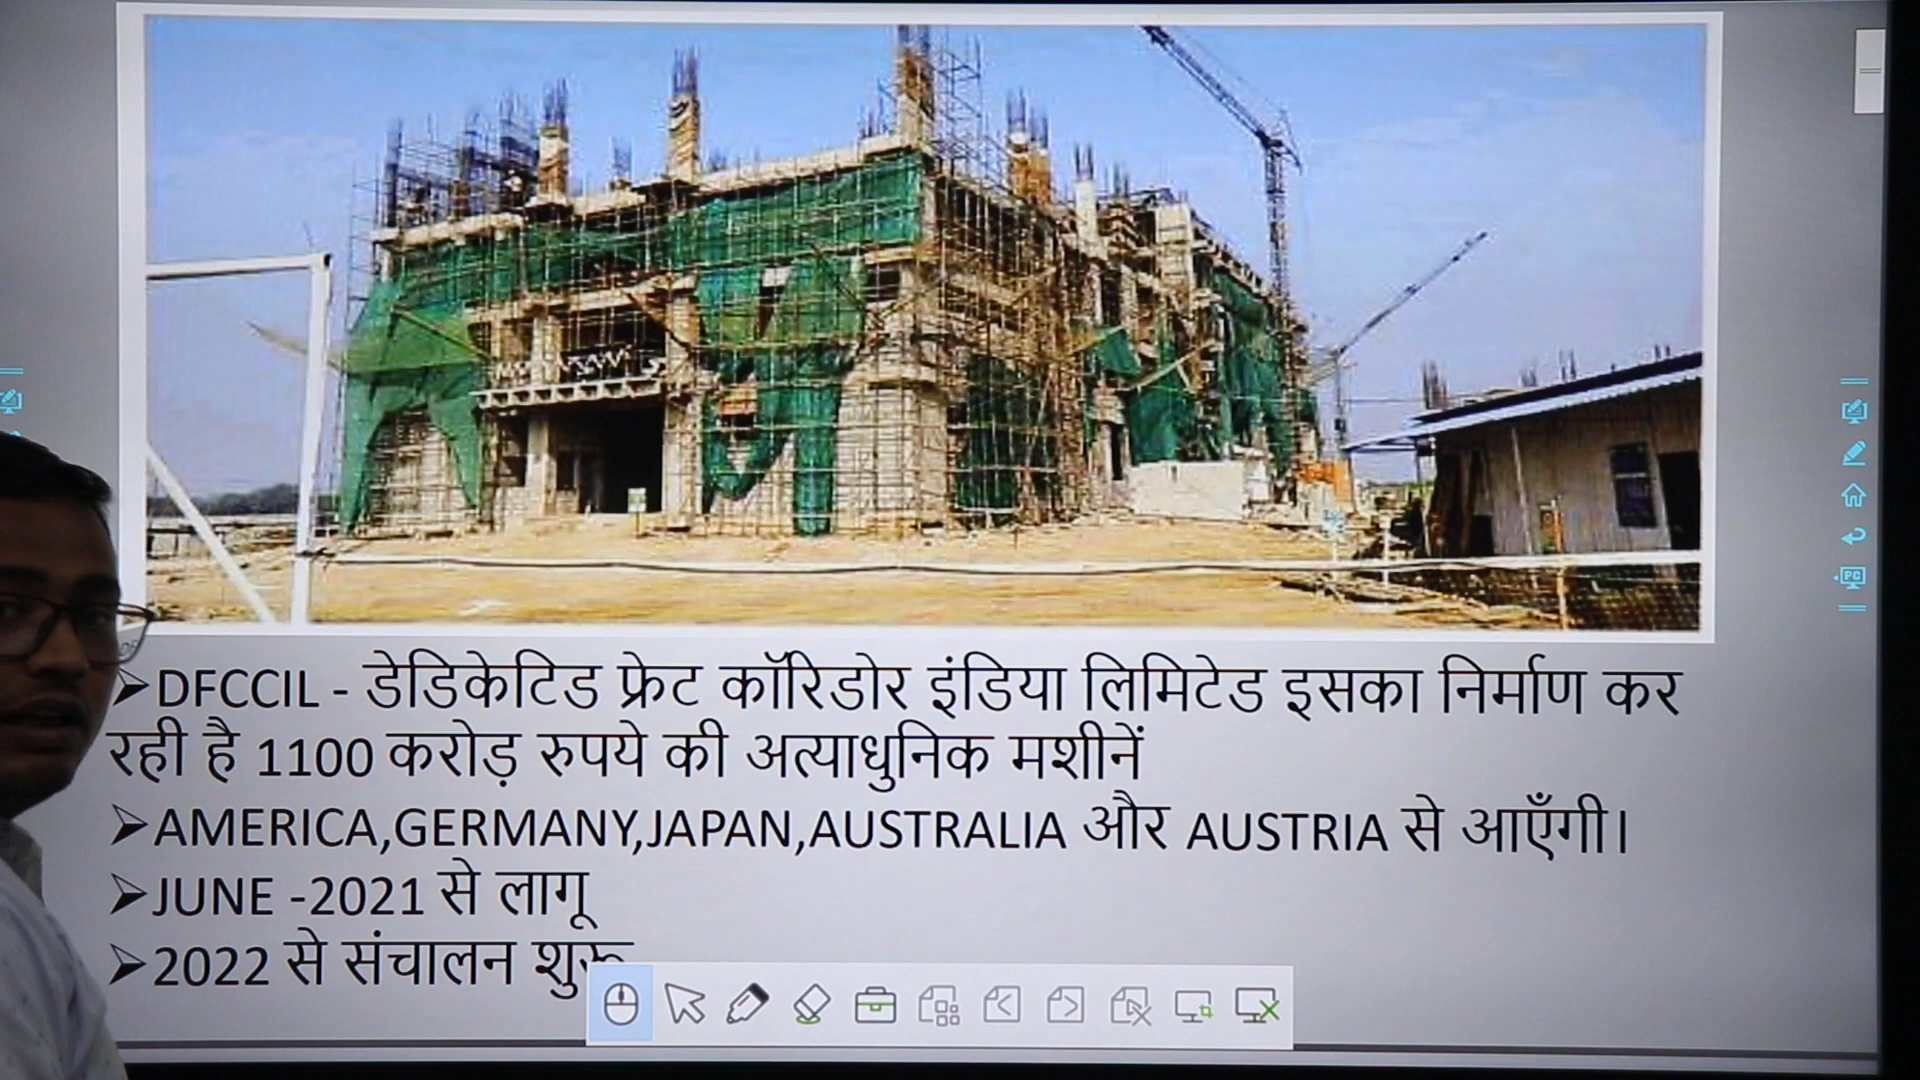 ➢DFCCIL - डेडिकेटिड फ्रेट कॉरिडोर इंडिया लिमिटेड इसका निर्माण कर
रही है 1100 करोड़ रुपये की अत्याधुनिक मशीनें
➢AMERICA,GERMANY,JAPAN,AUSTRALIA और AUSTRIA से आएँगी।
➢JUNE -2021 से लागू
➢2022 से संचालन शुरू
PC